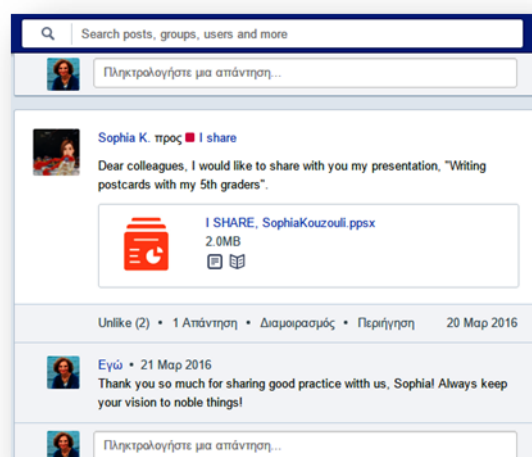 Search posts, groups, users and more
Πληκτρολογήστε μια απάντηση...
Sophia K. προς I share
Dear colleagues, I would like to share with you my presentation, "Writing
postcards with my 5th graders".
I SHARE, SophiaKouzouli.ppsx
2.0MB
Unlike (2) • 1 Απάντηση • Διαμοιρασμός • Περιήγηση 20 Μαρ 2016
Εγώ • 21 Μαρ 2016
Thank you so much for sharing good practice witth us, Sophia! Always keep
your vision to noble things!
Πληκτρολογήστε μια απάντηση...